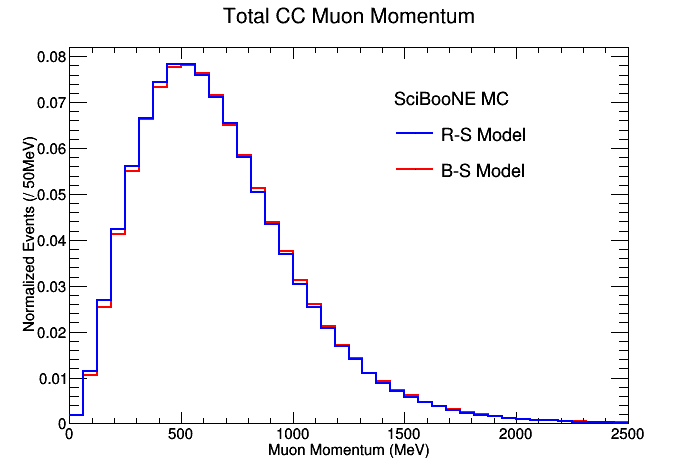 Total CC Muon Momentum
0.08
0.07
0.06
0.05
0.04
0.03
0.02
0.01
0
Normalized Events (/ 50MeV)
SciBooNE MC
R-S Model
B-S Model
0 500 1000 1500 2000 2500
Muon Momentum (MeV)